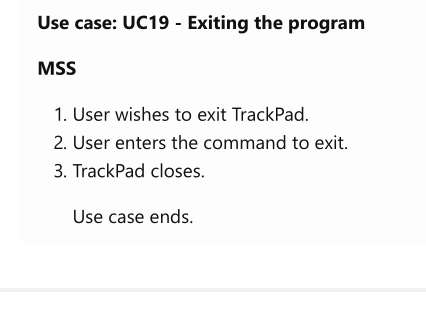 Use case: UC19 - Exiting the program
MSS
1. User wishes to exit TrackPad.
2. User enters the command to exit.
3. TrackPad closes.
Use case ends.